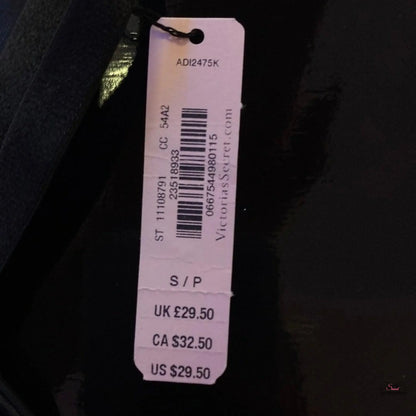 ADI2475K
ST 11108791 CC 54A2
23518933
0667544980115
VictoriasSecret.com
S / P
UK £29.50
CA $32.50
US $29.50